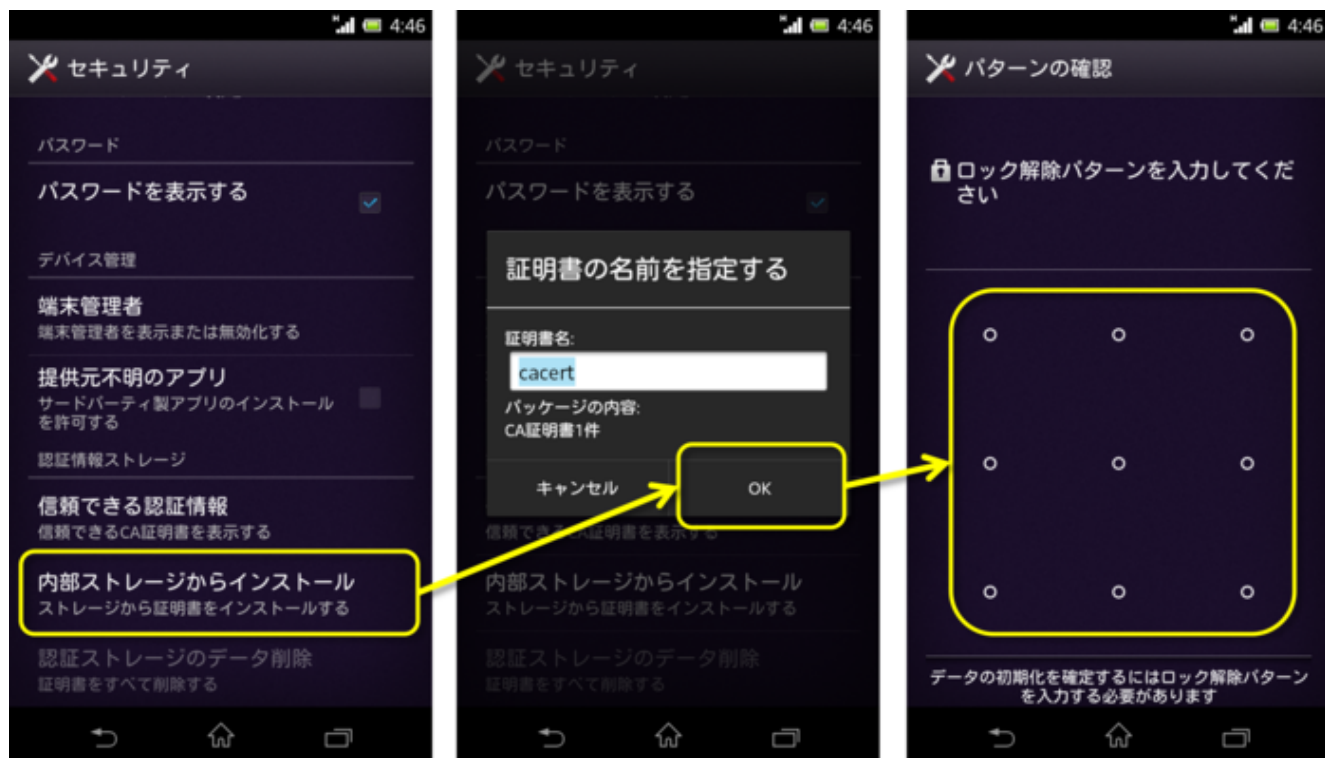 H 4:46
セキュリティ
パスワード
パスワードを表示する
デバイス管理
端末管理者
端末管理者を表示または無効化する
提供元不明のアプリ
サードパーティ製アプリのインストール
を許可する
認証情報ストレージ
信頼できる認証情報
信頼できるCA証明書を表示する
内部ストレージからインストール
ストレージから証明書をインストールする
認証ストレージのデータ削除
証明書をすべて削除する
H 4:46
セキュリティ
パスワード
パスワードを表示する
証明書の名前を指定する
証明書名:
cacert
パッケージの内容:
CA証明書1件
キャンセル OK
信頼できるCA証明書を表示する
内部ストレージからインストール
ストレージから証明書をインストールする
認証ストレージのデータ削除
証明書をすべて削除する
H 4:46
パターンの確認
ロック解除パターンを入力してくだ
さい
データの初期化を確定するにはロック解除パターン
を入力する必要があります